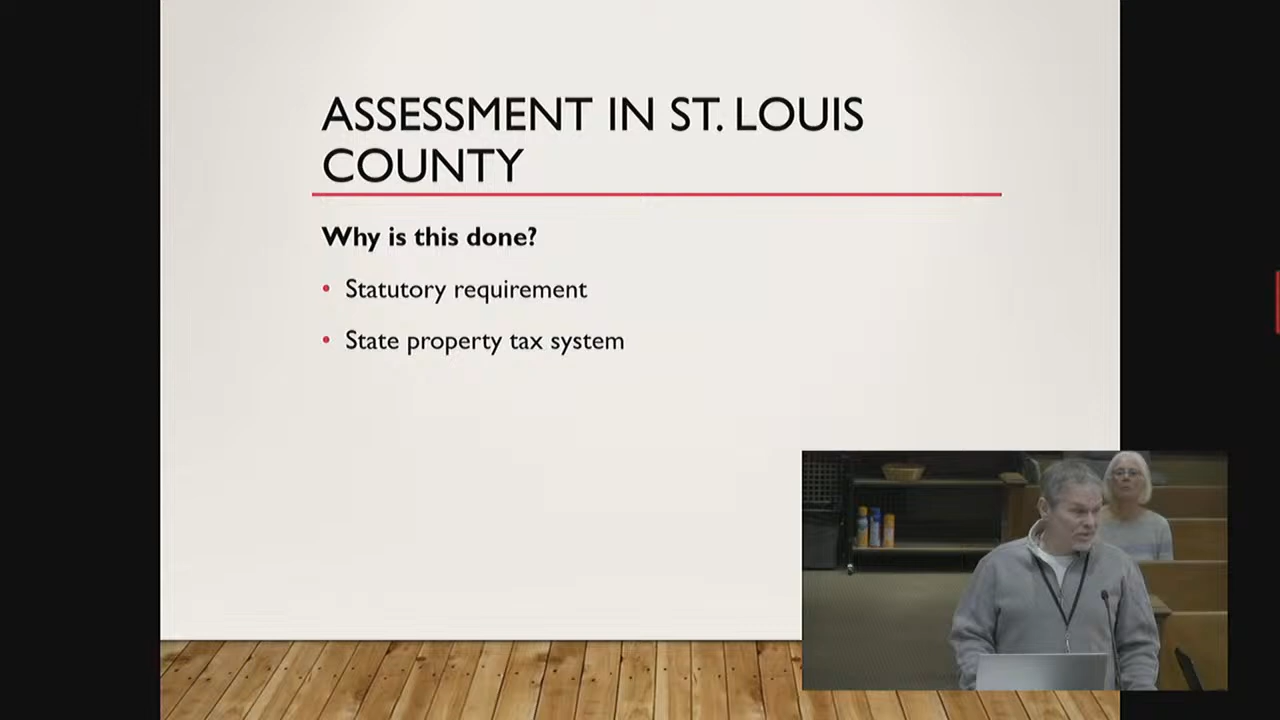 ASSESSMENT IN ST. LOUIS
COUNTY
Why is this done?
• Statutory requirement
• State property tax system